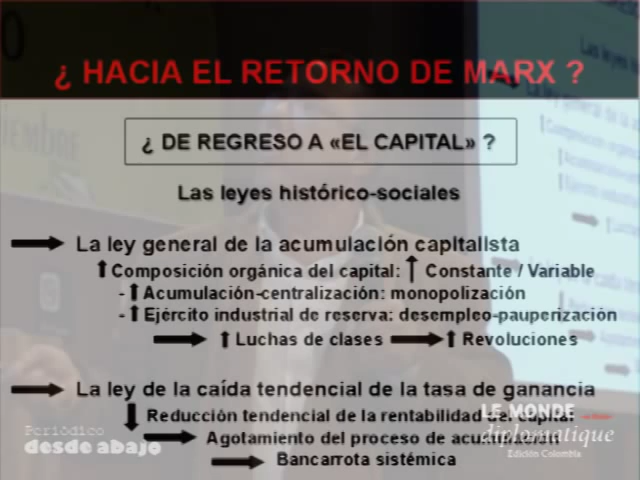 ¿ HACIA EL RETORNO DE MARX ?
¿ DE REGRESO A «EL CAPITAL» ?
Las leyes histórico-sociales
La ley general de la acumulación capitalista
Composición orgánica del capital: Constante / Variable
- Acumulación-centralización: monopolización
- Ejército industrial de reserva: desempleo-pauperización
Luchas de clases Revoluciones
La ley de la caída tendencial de la tasa de ganancia
Reducción tendencial de la rentabilidad del capital
Agotamiento del proceso de acumulación
Bancarrota sistémica
Periódico
desde abajo
LE MONDE
diplomatique
Edición Colombia